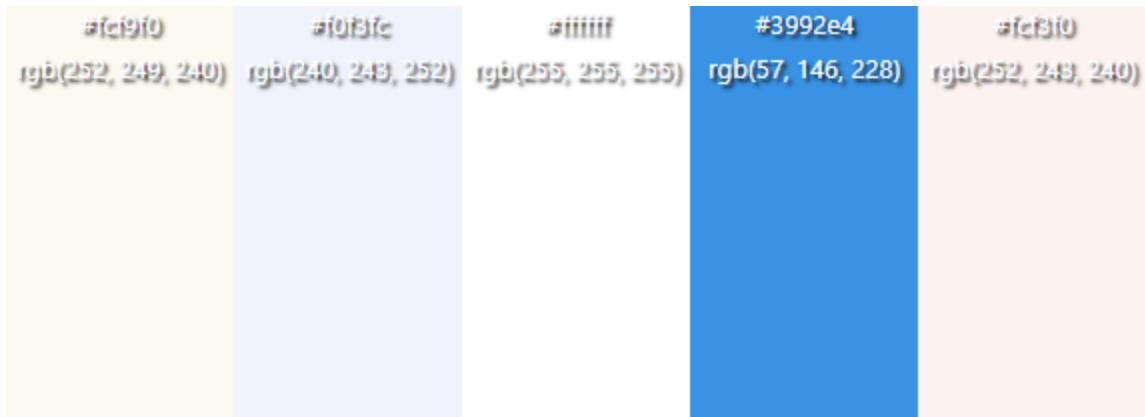 #fcf9f0
rgb(252, 249, 240)
#f0f3fc
rgb(240, 243, 252)
#ffffff
rgb(255, 255, 255)
#3992e4
rgb(57, 146, 228)
#fcf3f0
rgb(252, 243, 240)